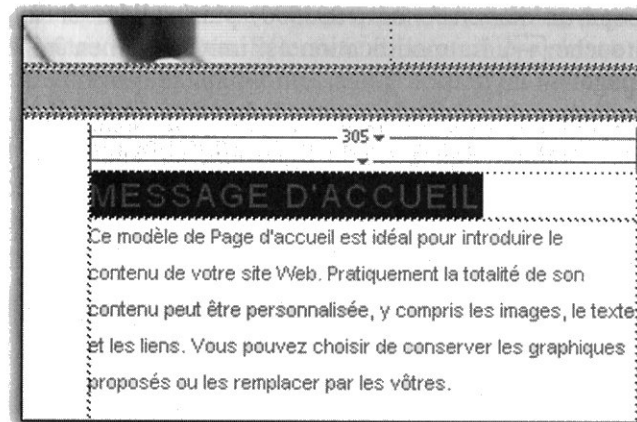 305
MESSAGE D'ACCUEIL
Ce modèle de Page d'accueil est idéal pour introduire le
contenu de votre site Web. Pratiquement la totalité de son
contenu peut être personnalisée, y compris les images, le texte
et les liens. Vous pouvez choisir de conserver les graphiques
proposés ou les remplacer par les vôtres.